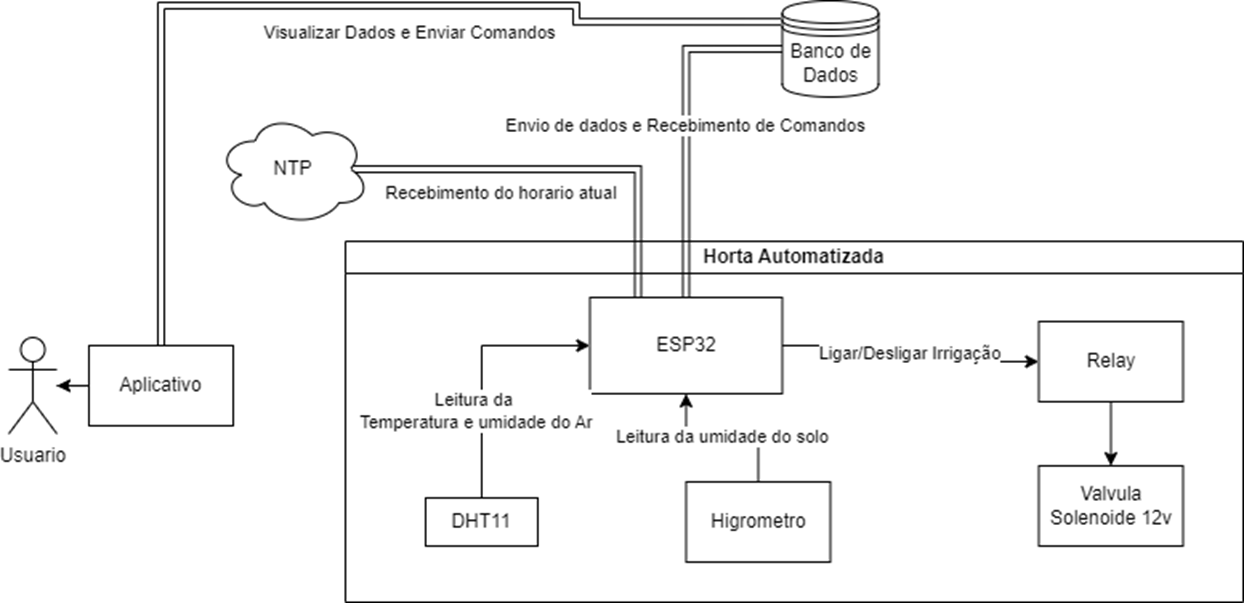 Visualizar Dados e Enviar Comandos
Banco de
Dados
Envio de dados e Recebimento de Comandos
NTP
Recebimento do horario atual
Horta Automatizada
ESP32
Ligar/Desligar Irrigação
Relay
Aplicativo
Leitura da
Temperatura e umidade do Ar
Leitura da umidade do solo
Usuario
DHT11
Higrometro
Valvula
Solenoide 12v